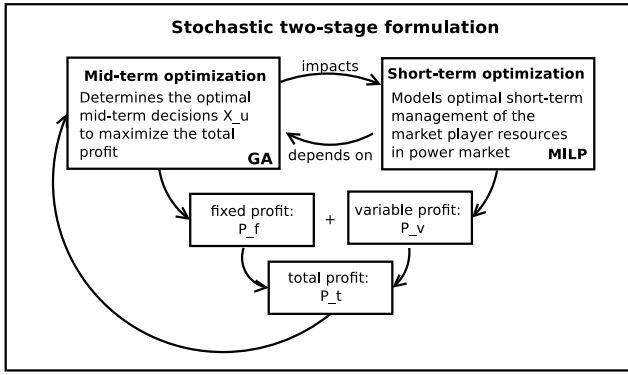 Stochastic two-stage formulation
Mid-term optimization
Determines the optimal
mid-term decisions X_u
to maximize the total
profit
GA
impacts
depends on
Short-term optimization
Models optimal short-term
management of the
market player resources
in power market
MILP
fixed profit:
P_f
+
variable profit:
P_v
total profit:
P_t